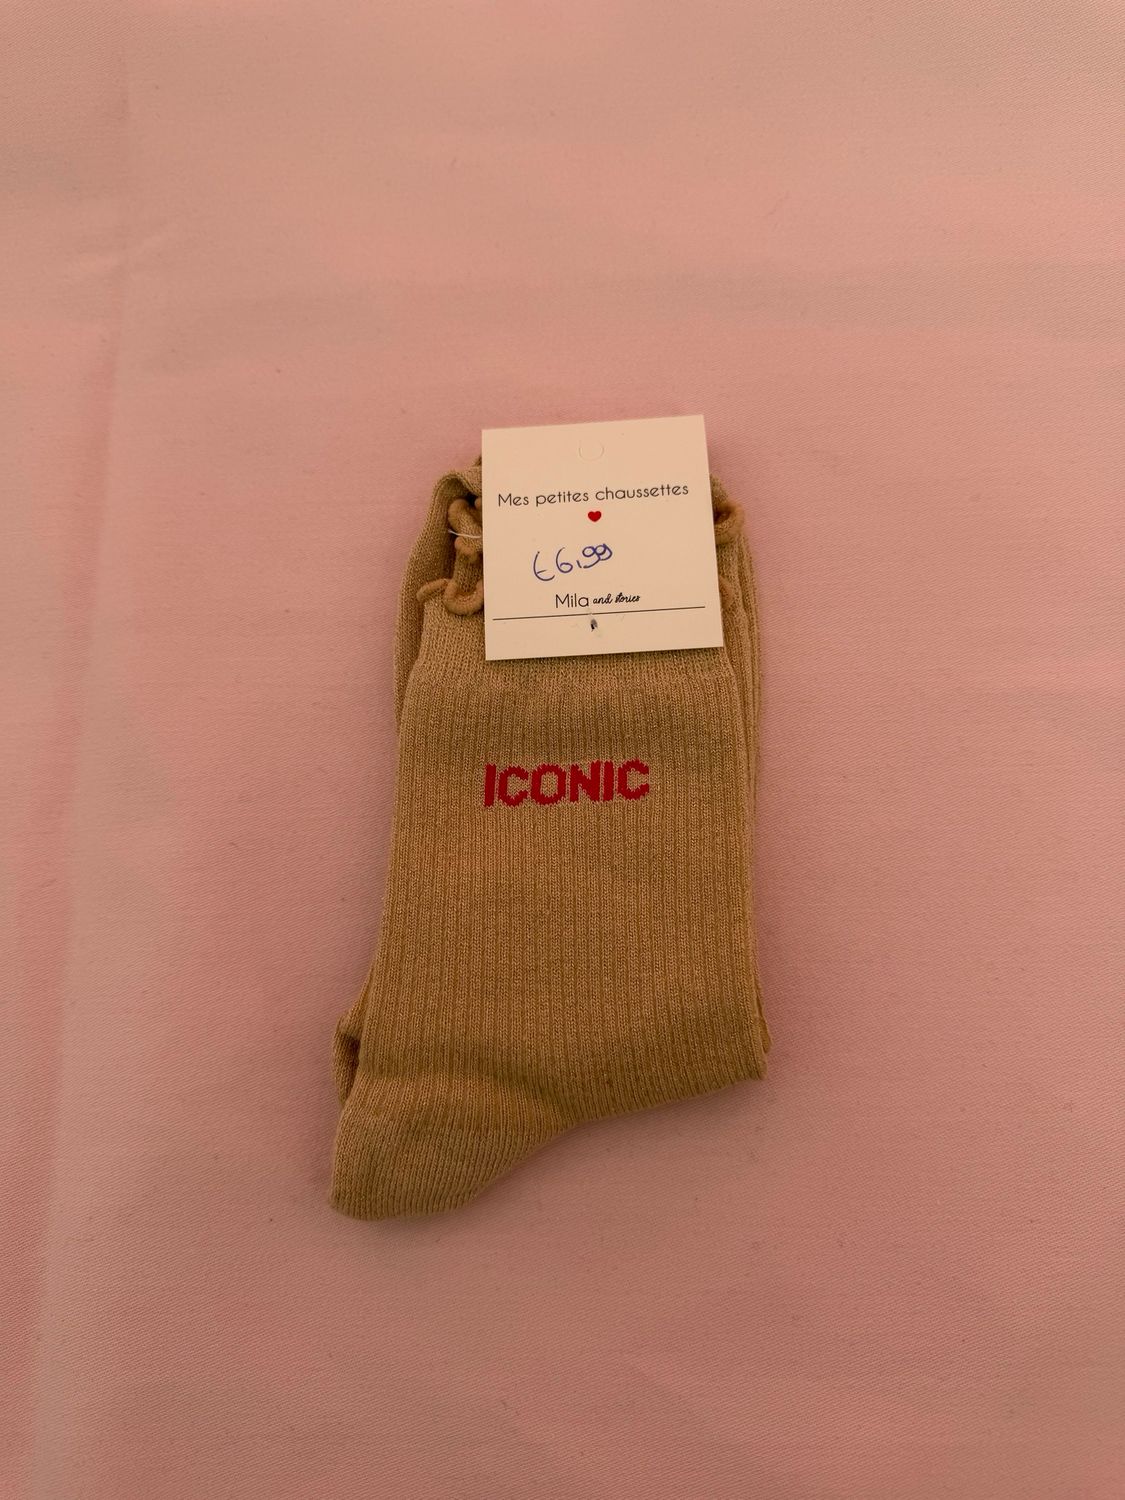 Mes petites chaussettes
€6,99
Mila and stories
ICONIC